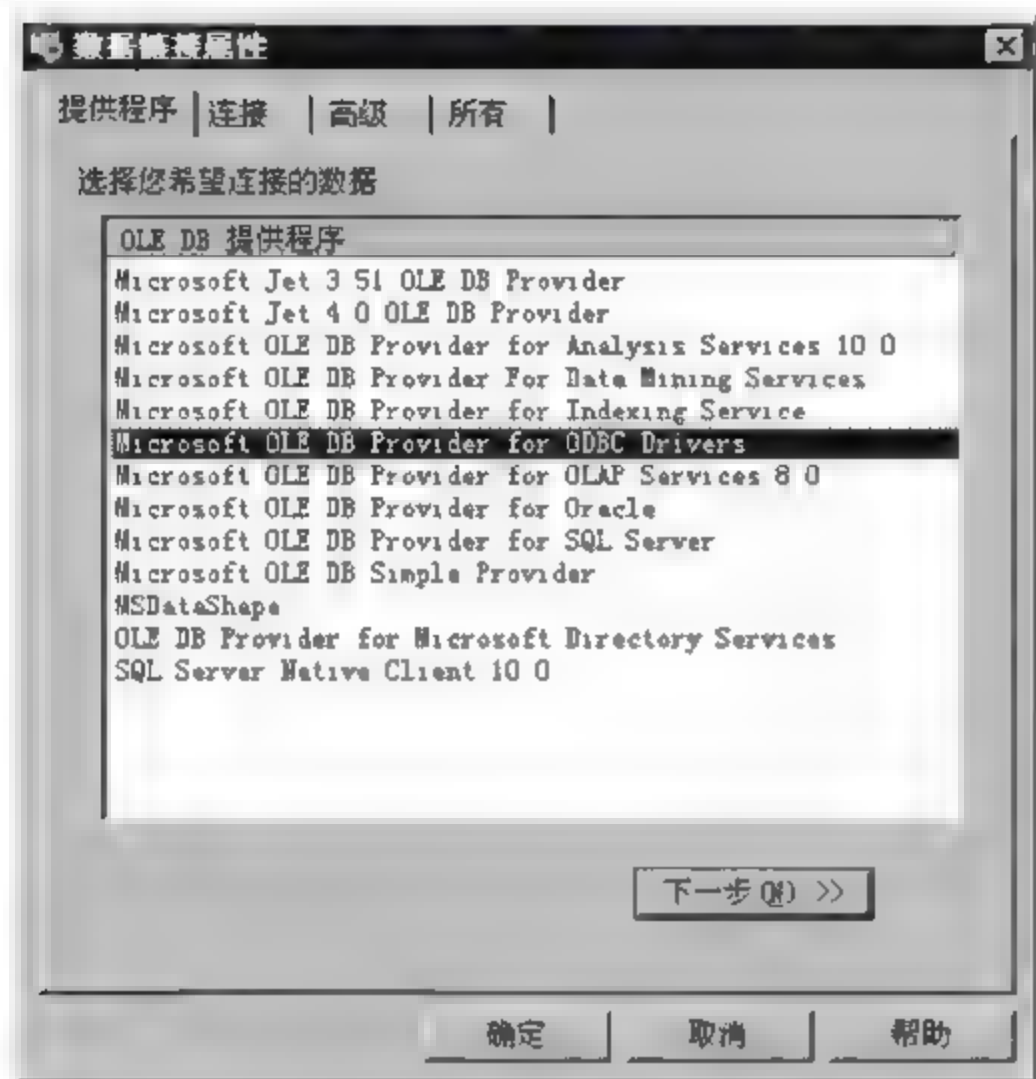 数据链接属性
提供程序 连接 高级 所有
选择您希望连接的数据
OLE DB 提供程序
Microsoft Jet 3 51 OLE DB Provider
Microsoft Jet 4 0 OLE DB Provider
Microsoft OLE DB Provider for Analysis Services 10 0
Microsoft OLE DB Provider For Data Mining Services
Microsoft OLE DB Provider for Indexing Service
Microsoft OLE DB Provider for ODBC Drivers
Microsoft OLE DB Provider for OLAP Services 8 0
Microsoft OLE DB Provider for Oracle
Microsoft OLE DB Provider for SQL Server
Microsoft OLE DB Simple Provider
MSDataShape
OLE DB Provider for Microsoft Directory Services
SQL Server Native Client 10 0
下一步(N) >>
确定 取消 帮助